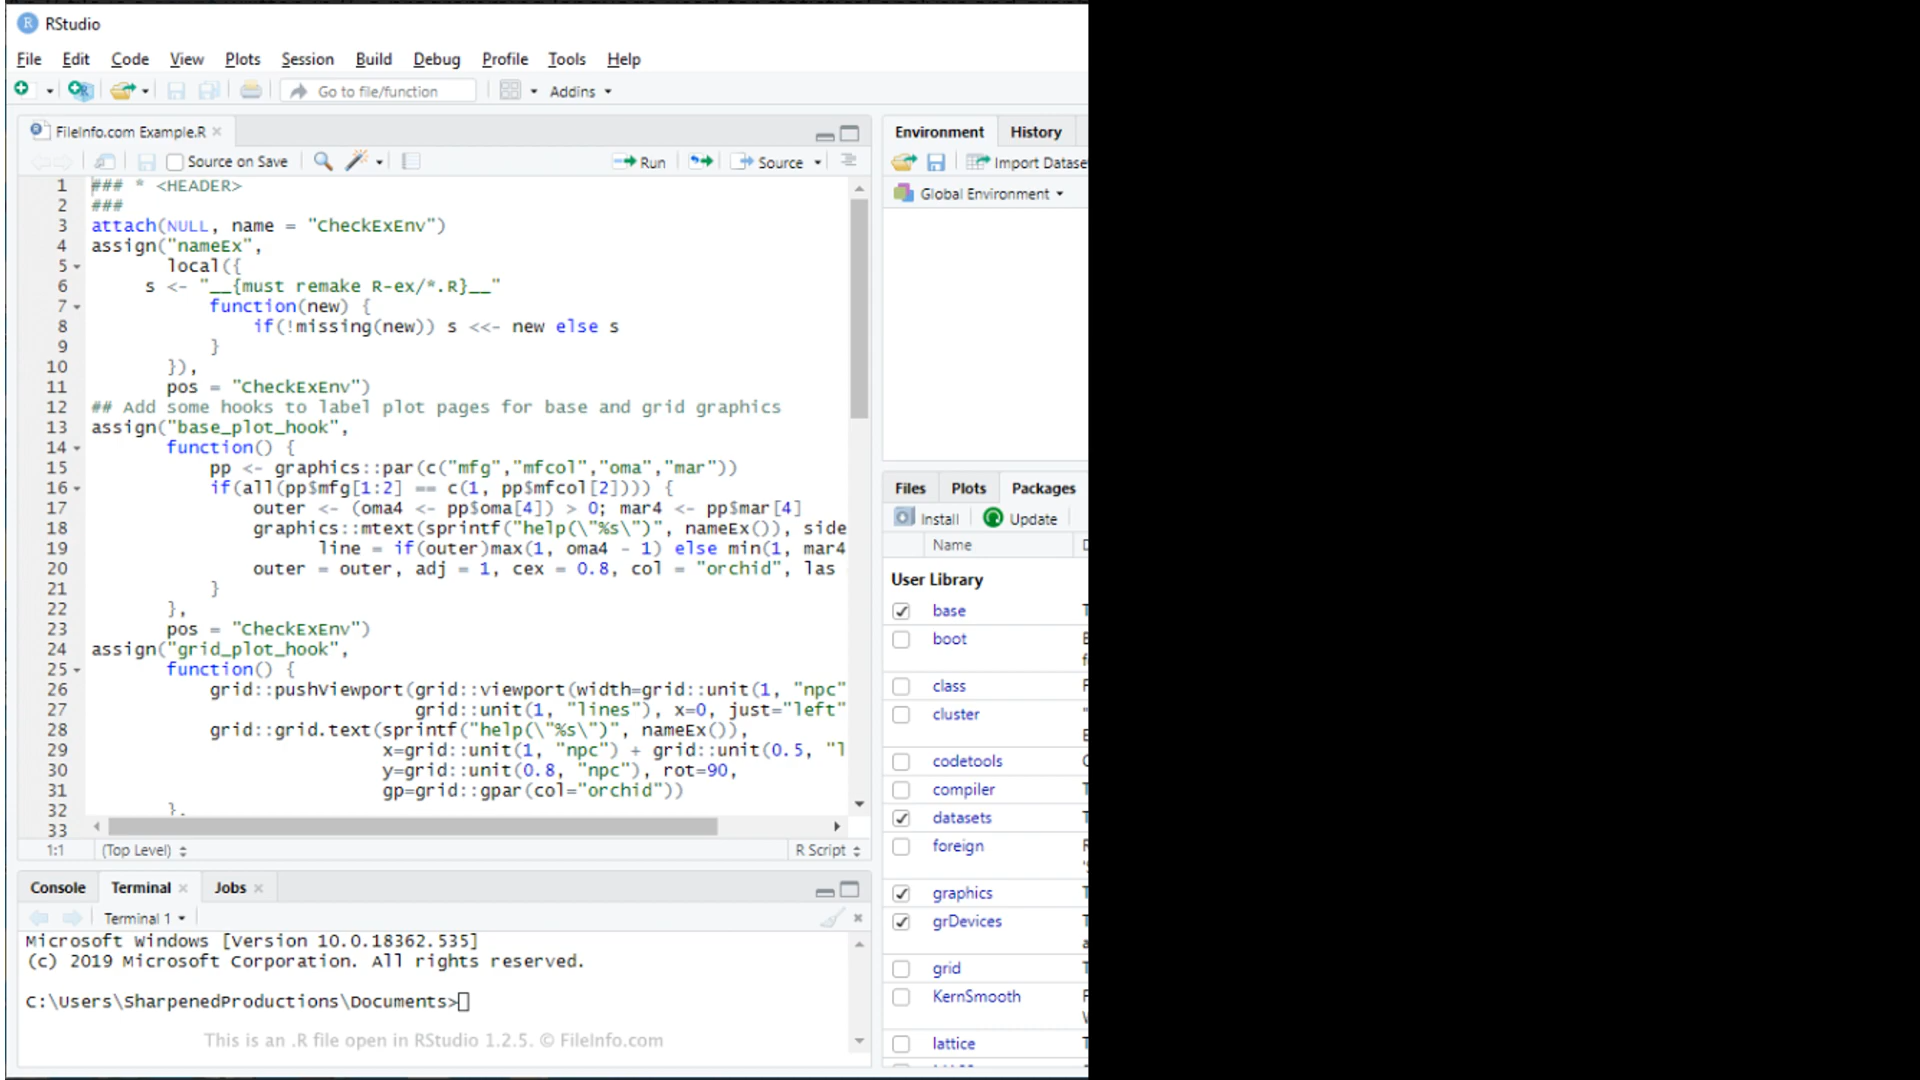 RStudio
File Edit Code View Plots Session Build Debug Profile Tools Help
Go to file/function Addins
FileInfo.com Example.R
Source on Save Run Source
1 ### * <HEADER>
2 ###
3 attach(NULL, name = "CheckExEnv")
4 assign("nameEx",
5 local({
6 s <- "__{must remake R-ex/*.R}__"
7 function(new) {
8 if(!missing(new)) s <<- new else s
9 }
10 }),
11 pos = "CheckExEnv")
12 ## Add some hooks to label plot pages for base and grid graphics
13 assign("base_plot_hook",
14 function() {
15 pp <- graphics::par(c("mfg","mfcol","oma","mar"))
16 if(all(pp$mfg[1:2] == c(1, pp$mfcol[2]))) {
17 outer <- (oma4 <- pp$oma[4]) > 0; mar4 <- pp$mar[4]
18 graphics::mtext(sprintf("help(\"%s\")", nameEx()), side
19 line = if(outer)max(1, oma4 - 1) else min(1, mar4
20 outer = outer, adj = 1, cex = 0.8, col = "orchid", las
21 }
22 },
23 pos = "CheckExEnv")
24 assign("grid_plot_hook",
25 function() {
26 grid::pushViewport(grid::viewport(width=grid::unit(1, "npc"
27 grid::unit(1, "lines"), x=0, just="left"
28 grid::grid.text(sprintf("help(\"%s\")", nameEx()),
29 x=grid::unit(1, "npc") + grid::unit(0.5, "l
30 y=grid::unit(0.8, "npc"), rot=90,
31 gp=grid::gpar(col="orchid"))
32 },
33
1:1 (Top Level) R Script
Console Terminal Jobs
Terminal 1
Microsoft Windows [Version 10.0.18362.535]
(c) 2019 Microsoft Corporation. All rights reserved.
C:\Users\SharpenedProductions\Documents>
This is an .R file open in RStudio 1.2.5. © FileInfo.com
Environment History
Import Datase
Global Environment
Files Plots Packages
Install Update
Name
User Library
base
boot
class
cluster
codetools
compiler
datasets
foreign
graphics
grDevices
grid
KernSmooth
lattice